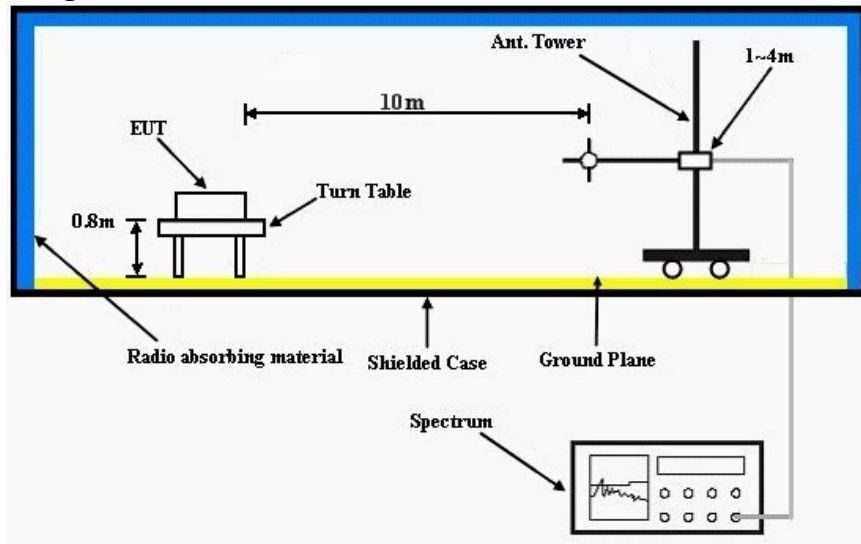 Ant. Tower
1~4m
10m
EUT
Turn Table
0.8m
Radio absorbing material
Shielded Case
Ground Plane
Spectrum